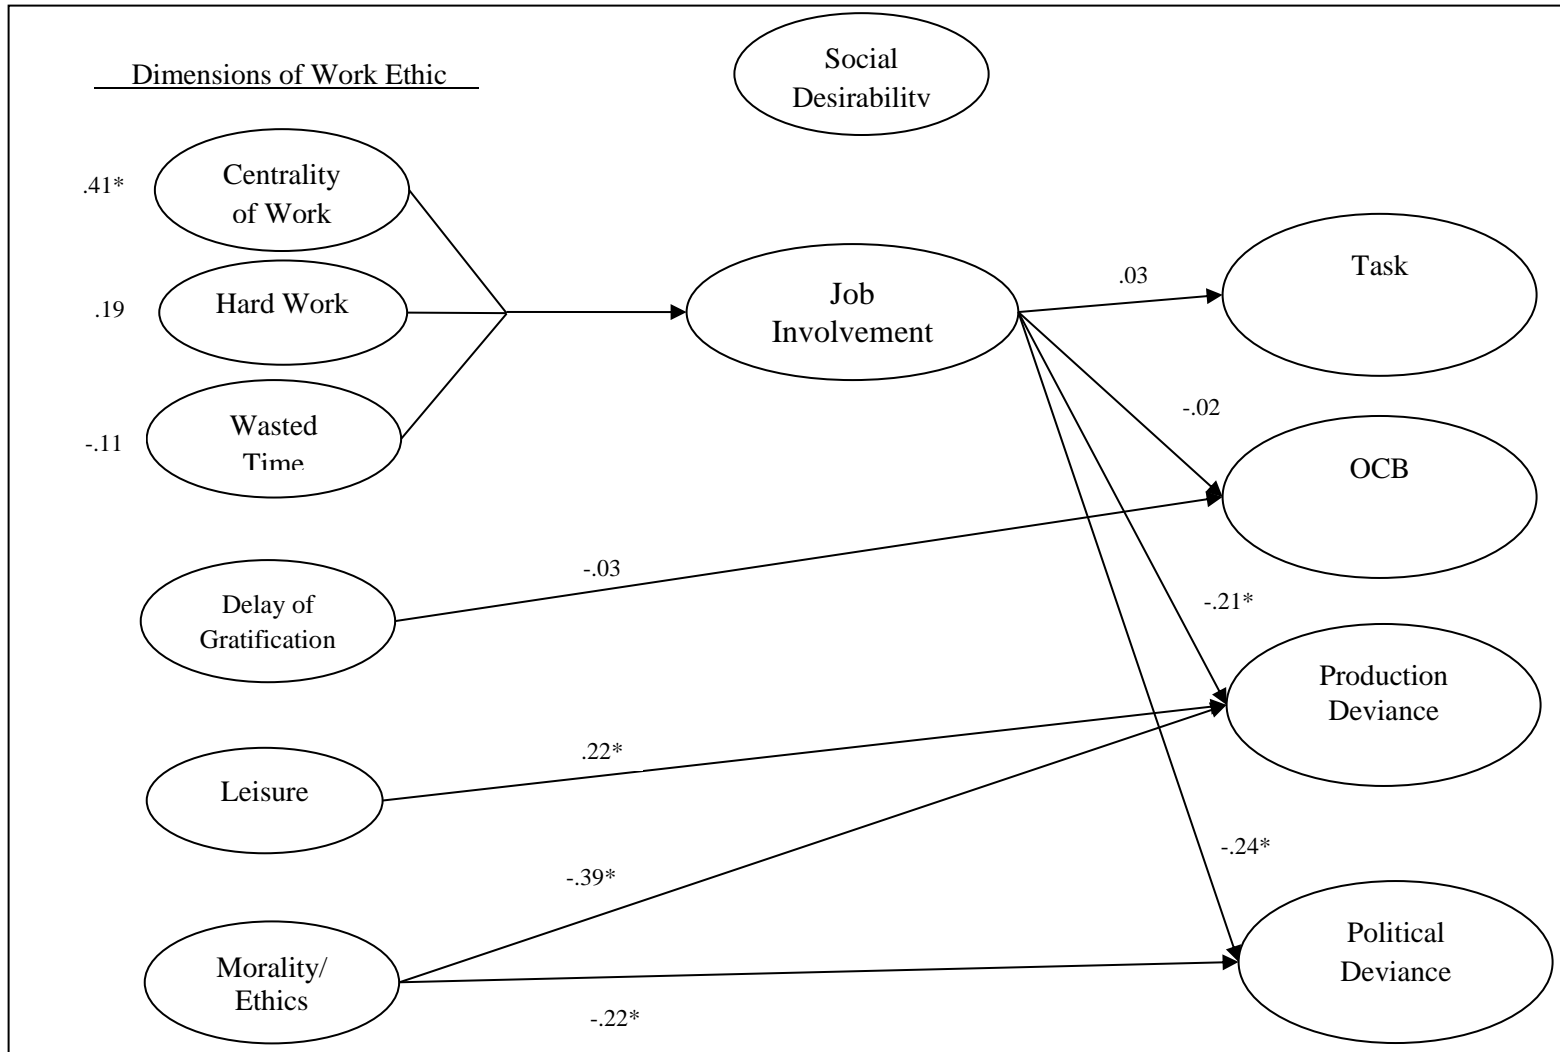 Dimensions of Work Ethic
Social
Desirability
.41*
Centrality
of Work
.19
Hard Work
-.11
Wasted
Time
Job
Involvement
.03
Task
-.02
OCB
-.03
Delay of
Gratification
-.21*
Production
Deviance
.22*
Leisure
-.39*
-.24*
Morality/
Ethics
-.22*
Political
Deviance